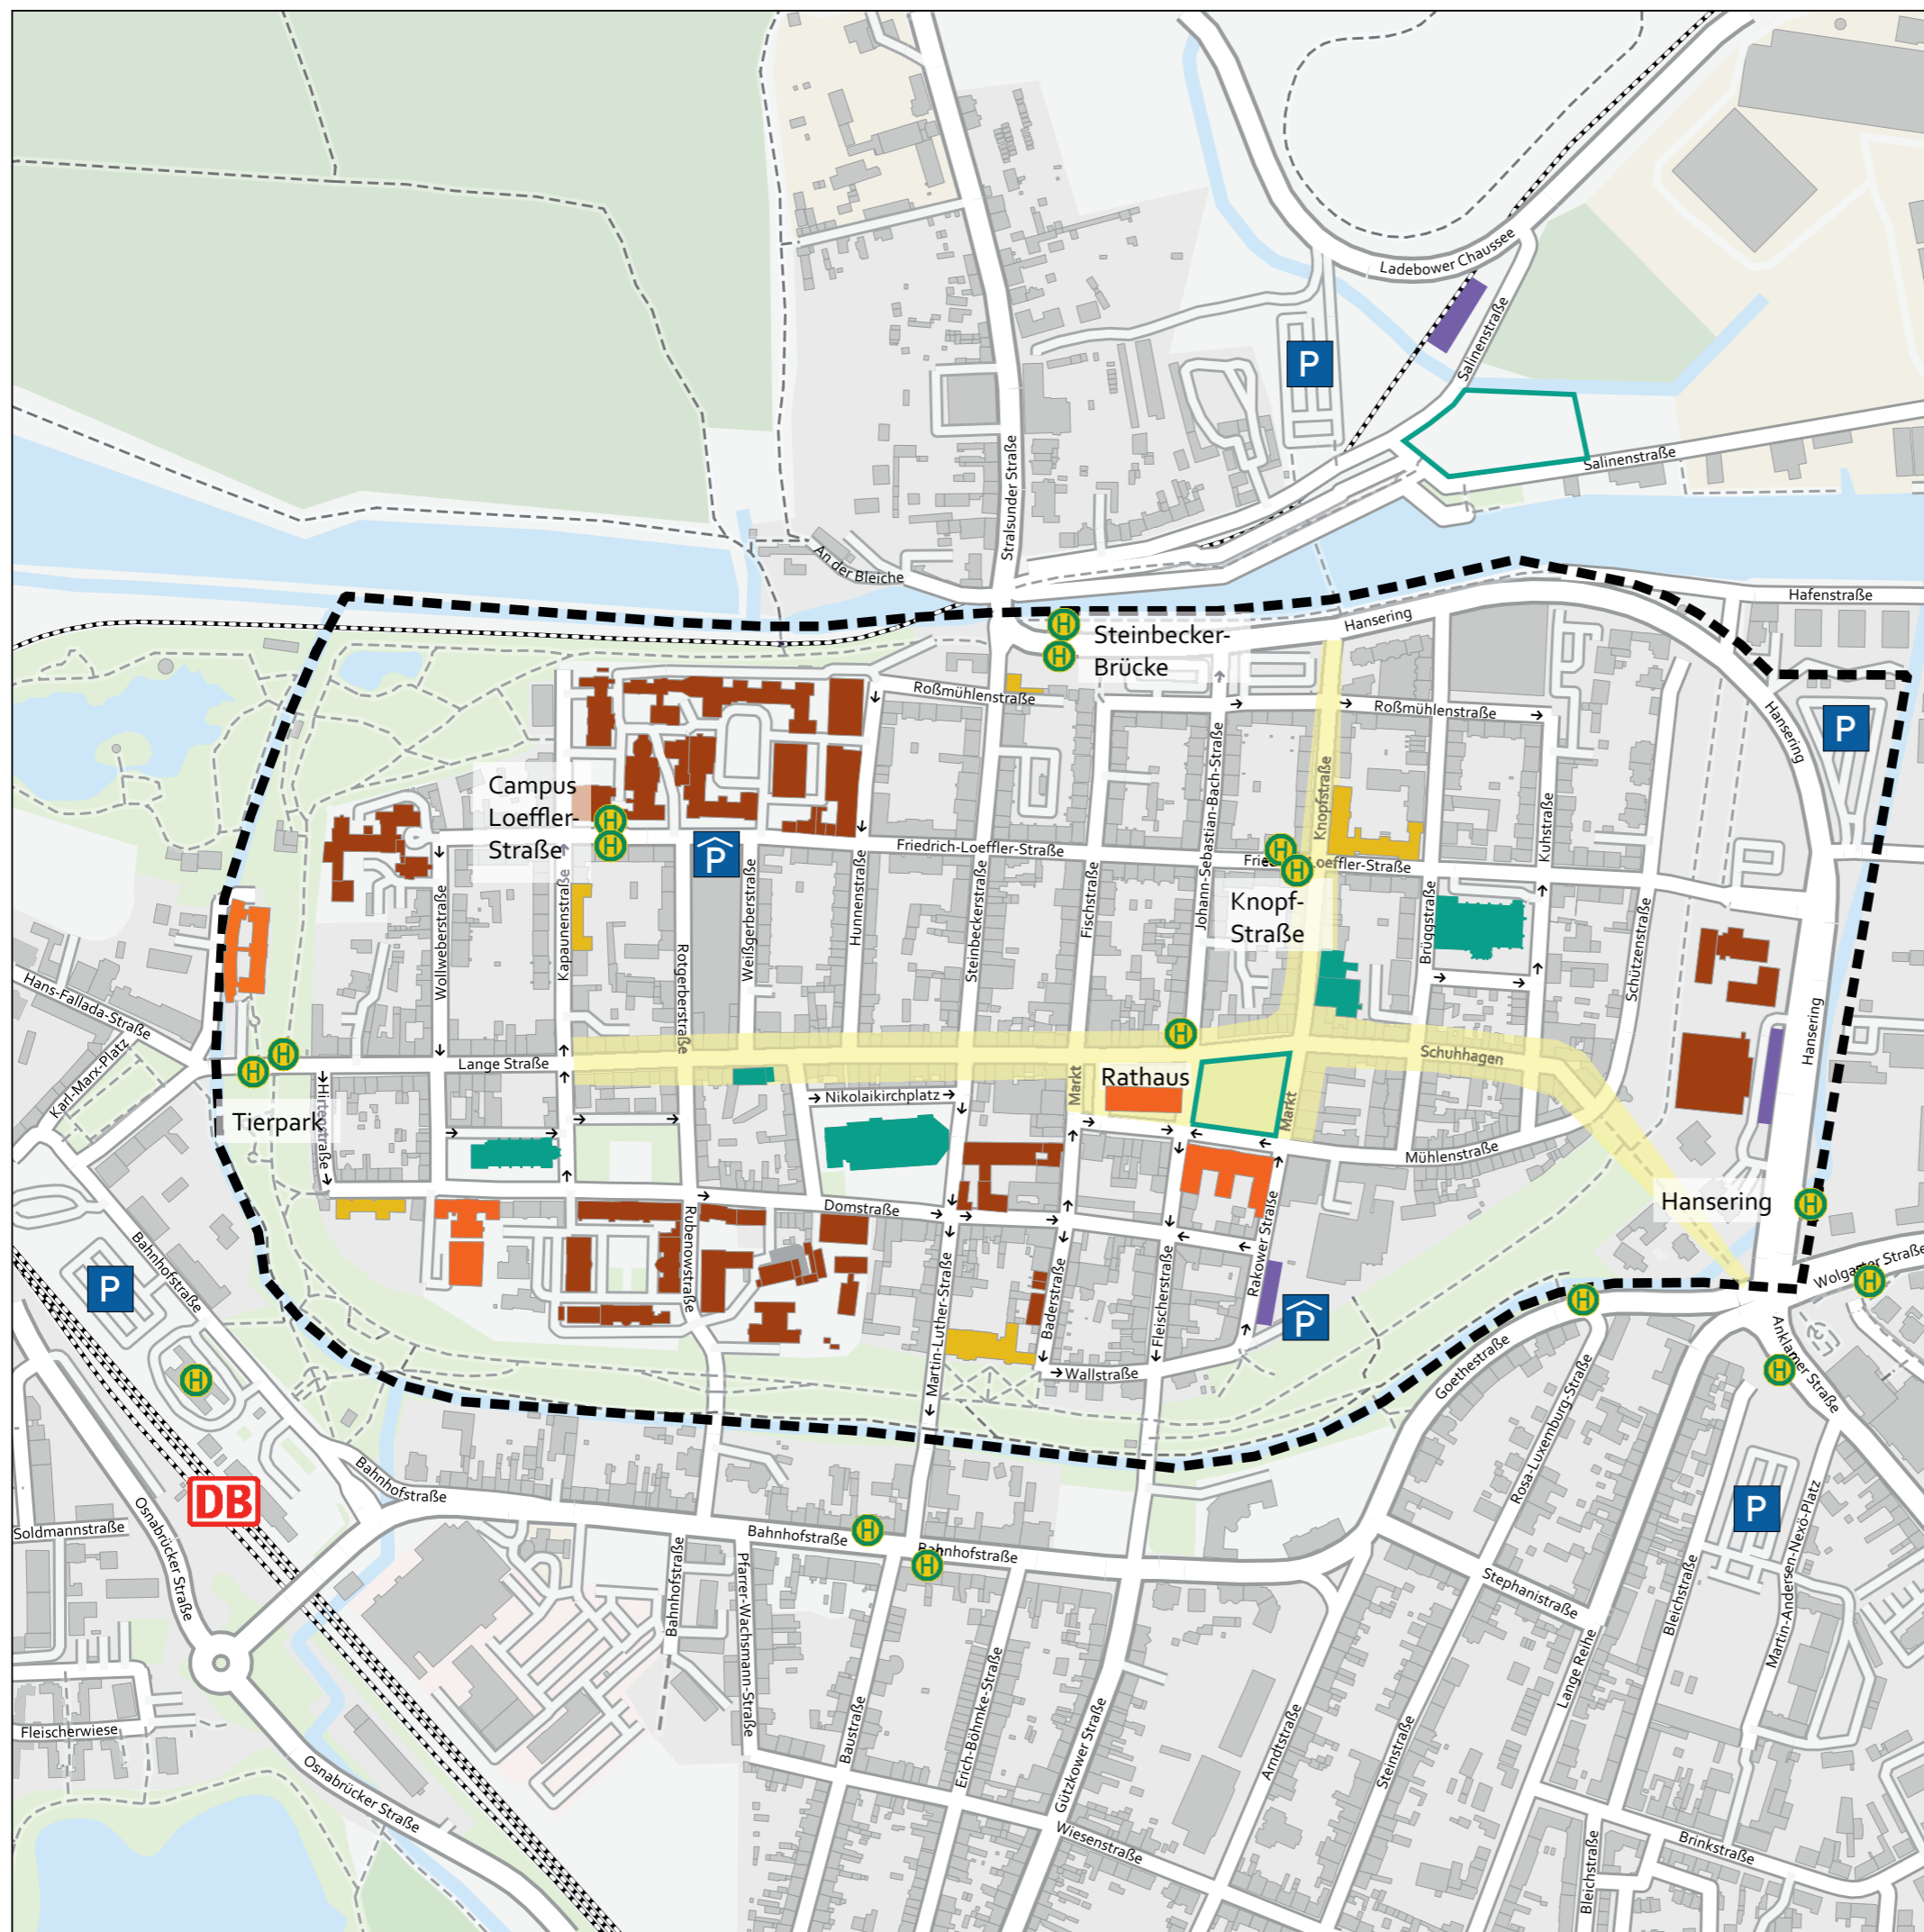 Ladebower Chaussee
P
Salinenstraße
Salinenstraße
Stralsunder Straße
An der Bleiche
Hafenstraße
H
H
Steinbecker-
Brücke
Hansering
Roßmühlenstraße
Roßmühlenstraße
Hansering
P
Campus
Loeffler-
Straße
H
H
P
Friedrich-Loeffler-Straße
Johann-Sebastian-Bach-Straße
Knopfstraße
H
H
Loeffler-Straße
Kuhstraße
Knopf-
Straße
Wollweberstraße
Kapaunenstraße
Rotgerberstraße
Weißgerberstraße
Hunnenstraße
Steinbeckerstraße
Fischstraße
Brüggstraße
Schützenstraße
Hans-Fallada-Straße
Karl-Marx-Platz
H
H
Lange Straße
H
Schuhhagen
Hansering
Tierpark
Hirtenstraße
Nikolaikirchplatz
Markt
Rathaus
Markt
Mühlenstraße
Hansering
H
Domstraße
Rubenowstraße
Martin-Luther-Straße
Baderstraße
Fleischerstraße
Rakower Straße
P
Wallstraße
Bahnhofstraße
P
H
H
Wolgaster Straße
H
Goethestraße
Anklamer Straße
H
Rosa-Luxemburg-Straße
DB
Bahnhofstraße
Soldmannstraße
Osnabrücker Straße
Bahnhofstraße
H
Bahnhofstraße
H
Bahnhofstraße
Pfarrer-Wachsmann-Straße
P
Stephanistraße
Bleichstraße
Martin-Andersen-Nexö-Platz
Lange Reihe
Fleischerwiese
Osnabrücker Straße
Baustraße
Erich-Böhmke-Straße
Gützkower Straße
Arndtstraße
Steinstraße
Wiesenstraße
Bleichstraße
Brinkstraße